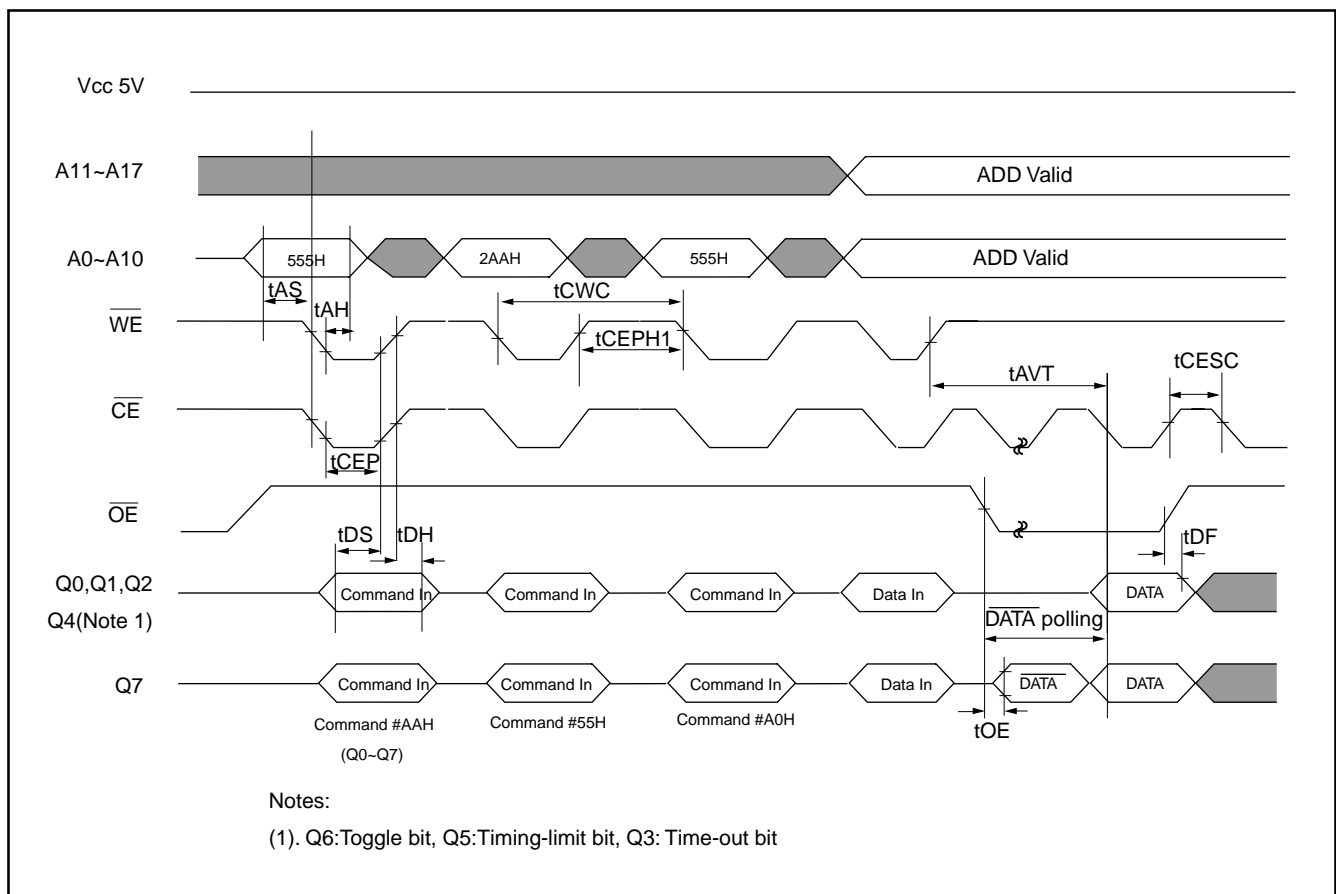 Vcc 5V
A11~A17
ADD Valid
A0~A10
555H
2AAH
555H
ADD Valid
tAS
tAH
tCWC
WE
tCEPH1
tAVT
tCESC
CE
tCEP
OE
tDS
tDH
tDF
Q0,Q1,Q2
Command In
Command In
Command In
Data In
DATA
Q4(Note 1)
DATA polling
Q7
Command In
Command In
Command In
Data In
DATA
DATA
Command #AAH
Command #55H
Command #A0H
tOE
(Q0~Q7)
Notes:
(1). Q6:Toggle bit, Q5:Timing-limit bit, Q3: Time-out bit